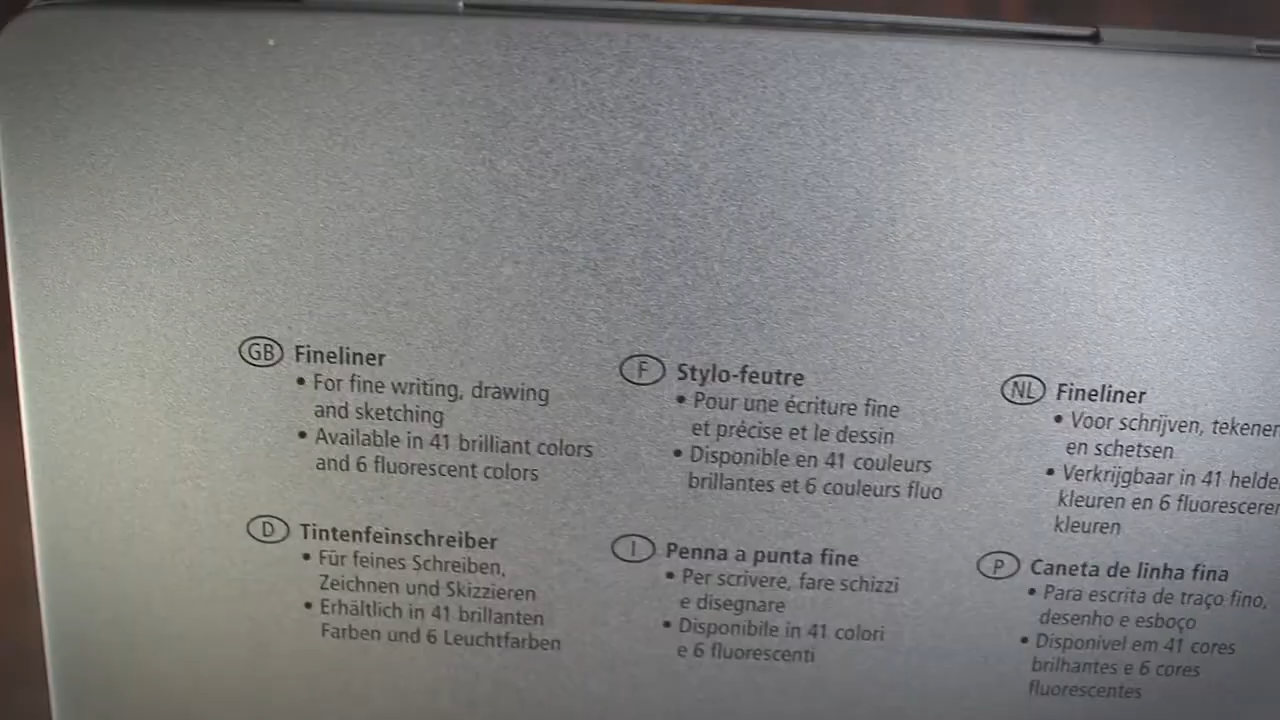 GB Fineliner
• For fine writing, drawing
and sketching
• Available in 41 brilliant colors
and 6 fluorescent colors
F Stylo-feutre
• Pour une écriture fine
et précise et le dessin
• Disponible en 41 couleurs
brillantes et 6 couleurs fluo
NL Fineliner
• Voor schrijven, tekenen
en schetsen
• Verkrijgbaar in 41 helde
kleuren en 6 fluoresceren
kleuren
D Tintenfeinschreiber
• Für feines Schreiben,
Zeichnen und Skizzieren
• Erhältlich in 41 brillanten
Farben und 6 Leuchtfarben
I Penna a punta fine
• Per scrivere, fare schizzi
e disegnare
• Disponibile in 41 colori
e 6 fluorescenti
P Caneta de linha fina
• Para escrita de traço fino,
desenho e esboço
• Disponível em 41 cores
brilhantes e 6 cores
fluorescentes